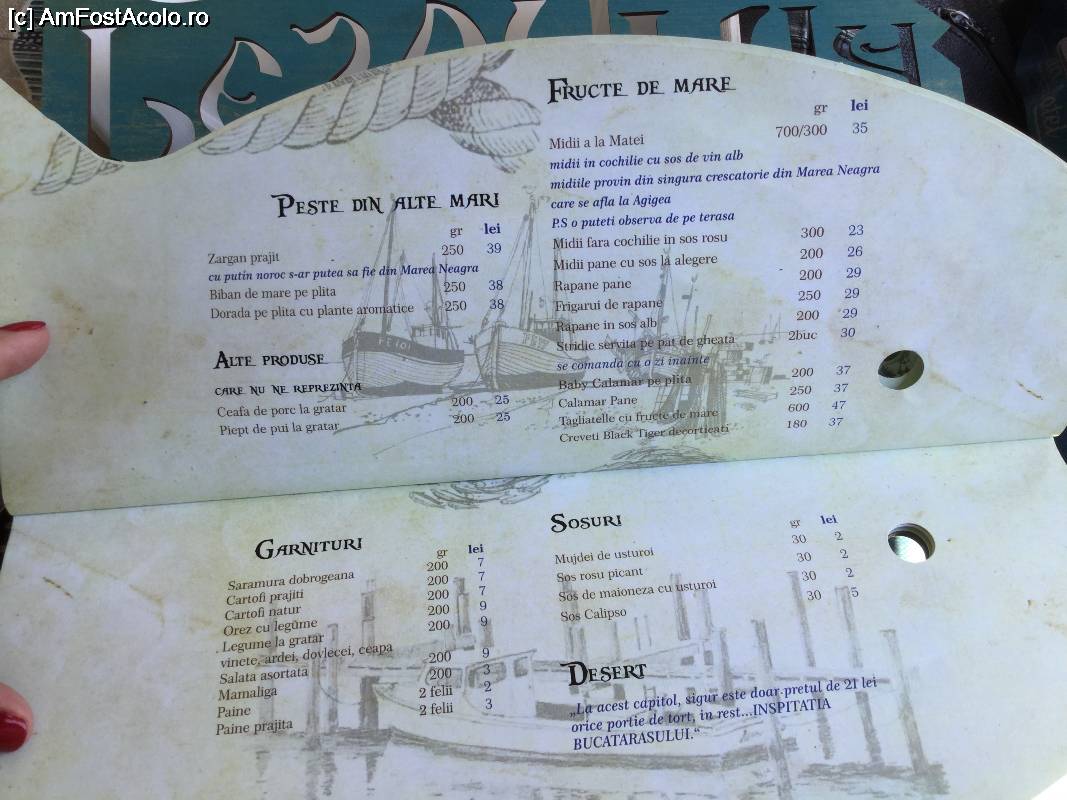 [c] AmFostAcolo.ro
PESTE DIN ALTE MARI
gr lei
Zargan prajit 250 39
cu putin noroc s-ar putea sa fie din Marea Neagra
Biban de mare pe plita 250 38
Dorada pe plita cu plante aromatice 250 38
ALTE PRODUSE
CARE NU NE REPREZINTA
Ceafa de porc la gratar 200 25
Piept de pui la gratar 200 25
FRUCTE DE MARE
gr lei
Midii a la Matei 700/300 35
midii in cochilie cu sos de vin alb
midiile provin din singura crescatorie din Marea Neagra
care se afla la Agigea
P.S o puteti observa de pe terasa
Midii fara cochilie in sos rosu 300 23
Midii pane cu sos la alegere 200 26
Rapane pane 200 29
Frigarui de rapane 250 29
Rapane in sos alb 200 29
Stridie servita pe pat de gheata 2buc 30
se comanda cu o zi inainte
Baby Calamar pe plita 200 37
Calamar Pane 250 37
Tagliatelle cu fructe de mare 600 47
Creveti Black Tiger decorticati 180 37
GARNITURI
gr lei
Saramura dobrogeana 200 7
Cartofi prajiti 200 7
Cartofi natur 200 7
Orez cu legume 200 9
Legume la gratar 200 9
vinete, ardei, dovlecei, ceapa
Salata asortata 200 9
Mamaliga 200 3
Paine 2 felii 2
Paine prajita 2 felii 3
SOSURI
gr lei
Mujdei de usturoi 30 2
Sos rosu picant 30 2
Sos de maioneza cu usturoi 30 2
Sos Calipso 30 5
DESERT
„La acest capitol, sigur este doar pretul de 21 lei
orice portie de tort, in rest...INSPITATIA
BUCATARASULUI.“
FE 101